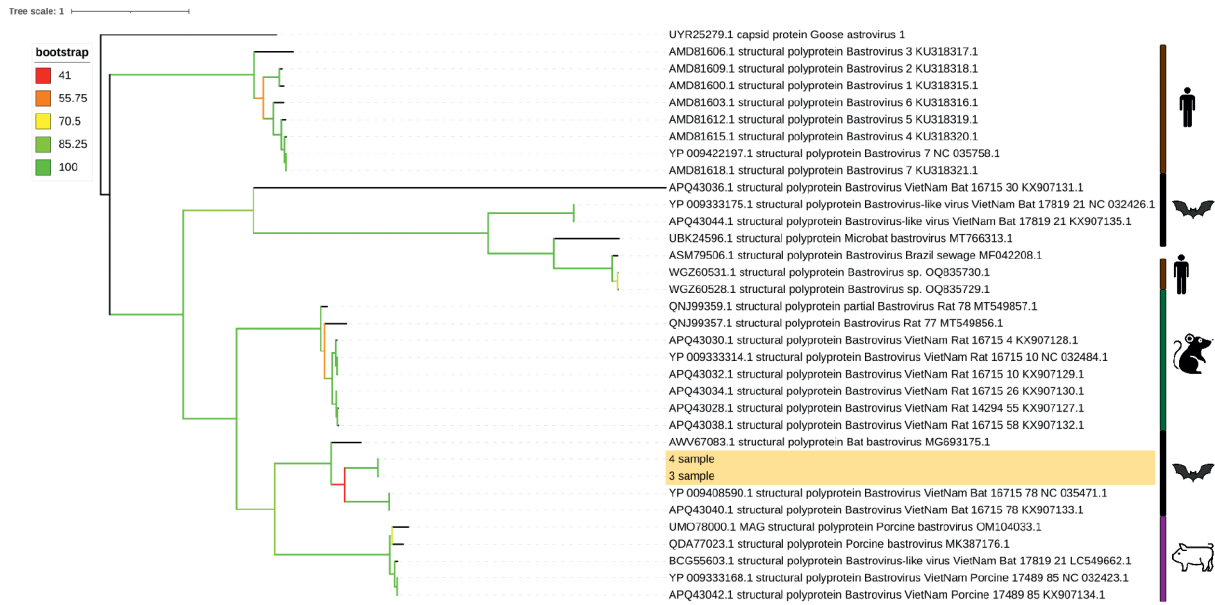 Tree scale: 1
bootstrap
41
55.75
70.5
85.25
100
UYR25279.1 capsid protein Goose astrovirus 1
AMD81606.1 structural polyprotein Bastrovirus 3 KU318317.1
AMD81609.1 structural polyprotein Bastrovirus 2 KU318318.1
AMD81600.1 structural polyprotein Bastrovirus 1 KU318315.1
AMD81603.1 structural polyprotein Bastrovirus 6 KU318316.1
AMD81612.1 structural polyprotein Bastrovirus 5 KU318319.1
AMD81615.1 structural polyprotein Bastrovirus 4 KU318320.1
YP 009422197.1 structural polyprotein Bastrovirus 7 NC 035758.1
AMD81618.1 structural polyprotein Bastrovirus 7 KU318321.1
APQ43036.1 structural polyprotein Bastrovirus VietNam Bat 16715 30 KX907131.1
YP 009333175.1 structural polyprotein Bastrovirus-like virus VietNam Bat 17819 21 NC 032426.1
APQ43044.1 structural polyprotein Bastrovirus-like virus VietNam Bat 17819 21 KX907135.1
UBK24596.1 structural polyprotein Microbat bastrovirus MT766313.1
ASM79506.1 structural polyprotein Bastrovirus Brazil sewage MF042208.1
WGZ60531.1 structural polyprotein Bastrovirus sp. OQ835730.1
WGZ60528.1 structural polyprotein Bastrovirus sp. OQ835729.1
QNJ99359.1 structural polyprotein partial Bastrovirus Rat 78 MT549857.1
QNJ99357.1 structural polyprotein Bastrovirus Rat 77 MT549856.1
APQ43030.1 structural polyprotein Bastrovirus VietNam Rat 16715 4 KX907128.1
YP 009333314.1 structural polyprotein Bastrovirus VietNam Rat 16715 10 NC 032484.1
APQ43032.1 structural polyprotein Bastrovirus VietNam Rat 16715 10 KX907129.1
APQ43034.1 structural polyprotein Bastrovirus VietNam Rat 16715 26 KX907130.1
APQ43028.1 structural polyprotein Bastrovirus VietNam Rat 14294 55 KX907127.1
APQ43038.1 structural polyprotein Bastrovirus VietNam Rat 16715 58 KX907132.1
AWV67083.1 structural polyprotein Bat bastrovirus MG693175.1
4 sample
3 sample
YP 009408590.1 structural polyprotein Bastrovirus VietNam Bat 16715 78 NC 035471.1
APQ43040.1 structural polyprotein Bastrovirus VietNam Bat 16715 78 KX907133.1
UMO78000.1 MAG structural polyprotein Porcine bastrovirus OM104033.1
QDA77023.1 structural polyprotein Porcine bastrovirus MK387176.1
BCG55603.1 structural polyprotein Bastrovirus-like virus Bat 17819 21 LC549662.1
YP 009333168.1 structural polyprotein Bastrovirus VietNam Porcine 17489 85 NC 032423.1
APQ43042.1 structural polyprotein Bastrovirus VietNam Porcine 17489 85 KX907134.1